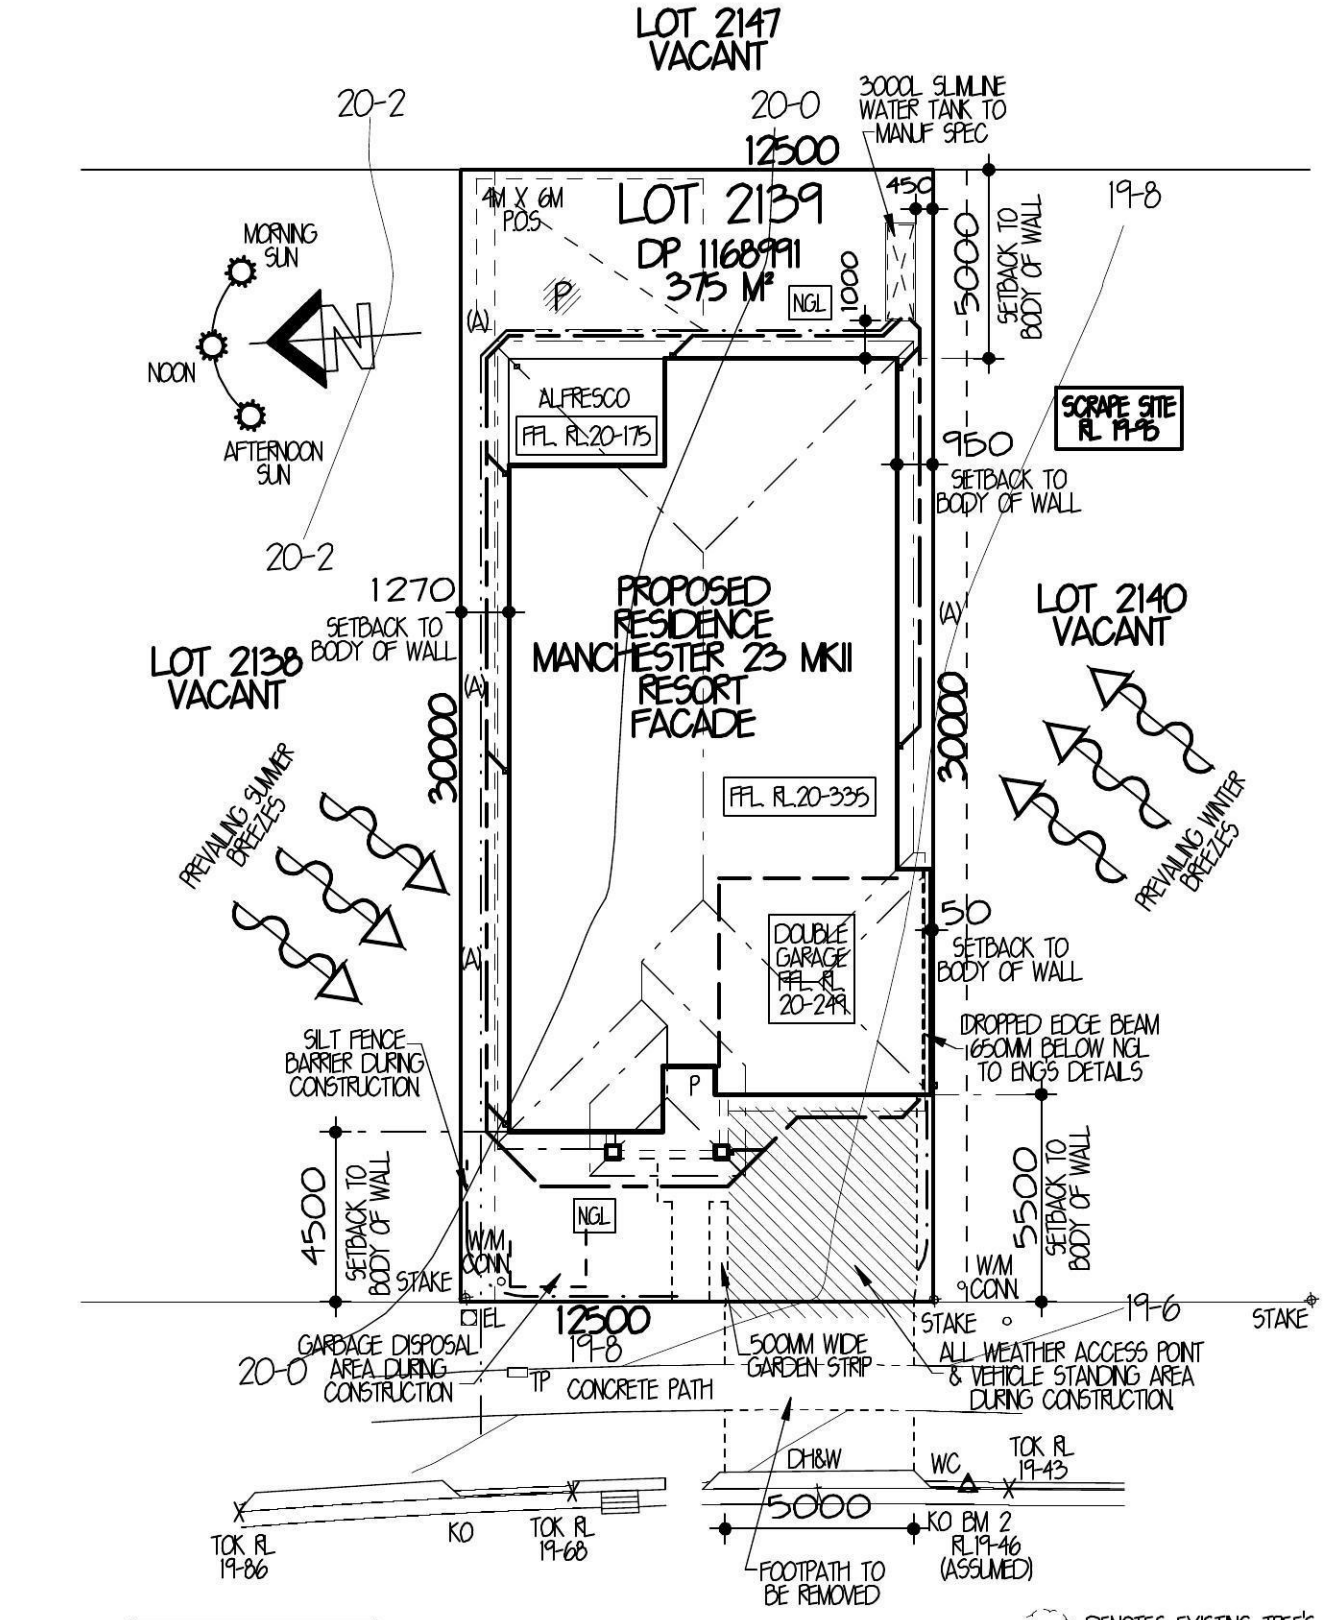 LOT 2147
VACANT
20-2
20-0
3000L SLIMLINE
WATER TANK TO
MANUF SPEC
12500
4M X 6M
P.O.S
LOT 2139
DP 1168991
375 M²
450
19-8
MORNING
SUN
NOON
AFTERNOON
SUN
N
P
NGL
1000
5000
SETBACK TO
BODY OF WALL
(A)
ALFRESCO
FFL RL.20-175
SCRAPE SITE
RL 19-95
950
SETBACK TO
BODY OF WALL
20-2
1270
SETBACK TO
BODY OF WALL
PROPOSED
RESIDENCE
MANCHESTER 23 MKII
RESORT
FACADE
(A)
LOT 2140
VACANT
LOT 2138
VACANT
(A)
30000
30000
PREVAILING SUMMER
BREEZES
FFL RL.20-335
PREVAILING WINTER
BREEZES
DOUBLE
GARAGE
FFL RL
20-249
50
SETBACK TO
BODY OF WALL
(A)
SILT FENCE
BARRIER DURING
CONSTRUCTION
DROPPED EDGE BEAM
650MM BELOW NGL
TO ENG'S DETAILS
P
4500
SETBACK TO
BODY OF WALL
5500
SETBACK TO
BODY OF WALL
NGL
W/M
CONN
STAKE
W/M
CONN
EL
12500
STAKE
19-6
STAKE
GARBAGE DISPOSAL
AREA DURING
CONSTRUCTION
20-0
19-8
500MM WIDE
GARDEN STRIP
ALL WEATHER ACCESS POINT
& VEHICLE STANDING AREA
DURING CONSTRUCTION
TP
CONCRETE PATH
DH&W
WC
TOK RL
19-43
5000
TOK RL
19-86
KO
TOK RL
19-68
KO BM 2
RL19-46
(ASSUMED)
FOOTPATH TO
BE REMOVED
DENOTES EXISTING TREE'S